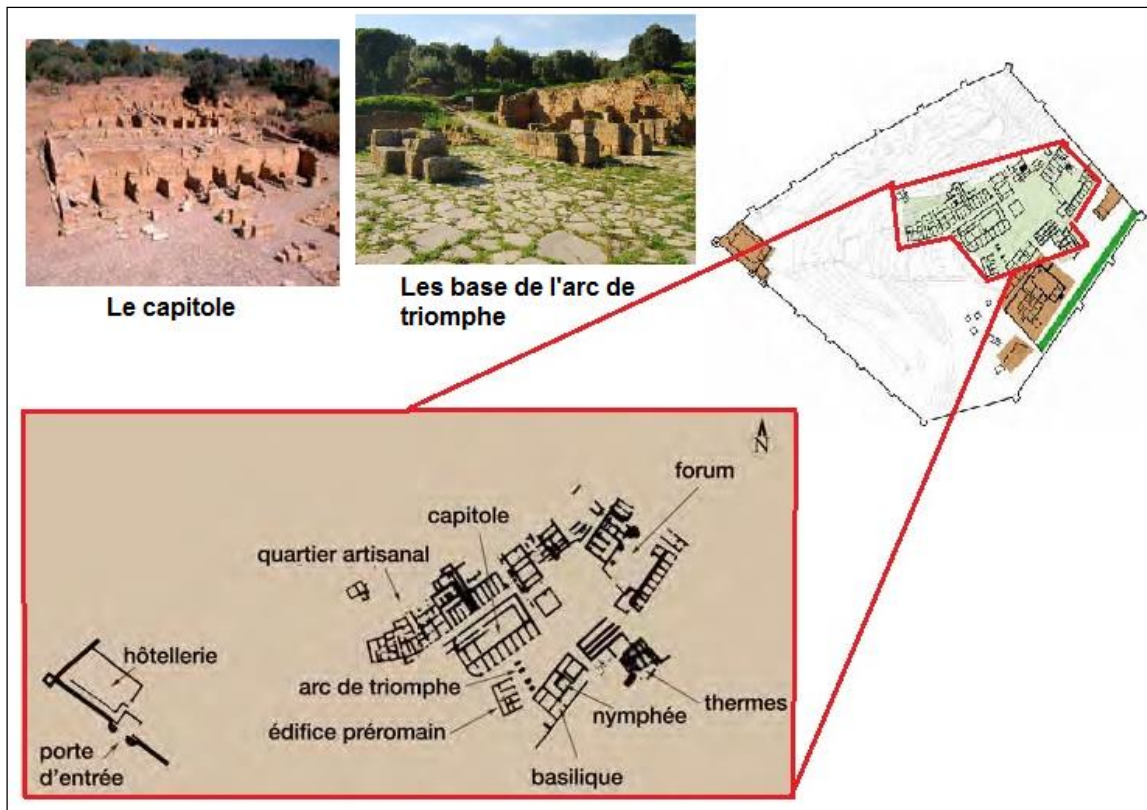 Le capitole
Les base de l'arc de
triomphe
N
forum
capitole
quartier artisanal
hôtellerie
arc de triomphe
thermes
édifice préromain
nymphée
porte
d'entrée
basilique